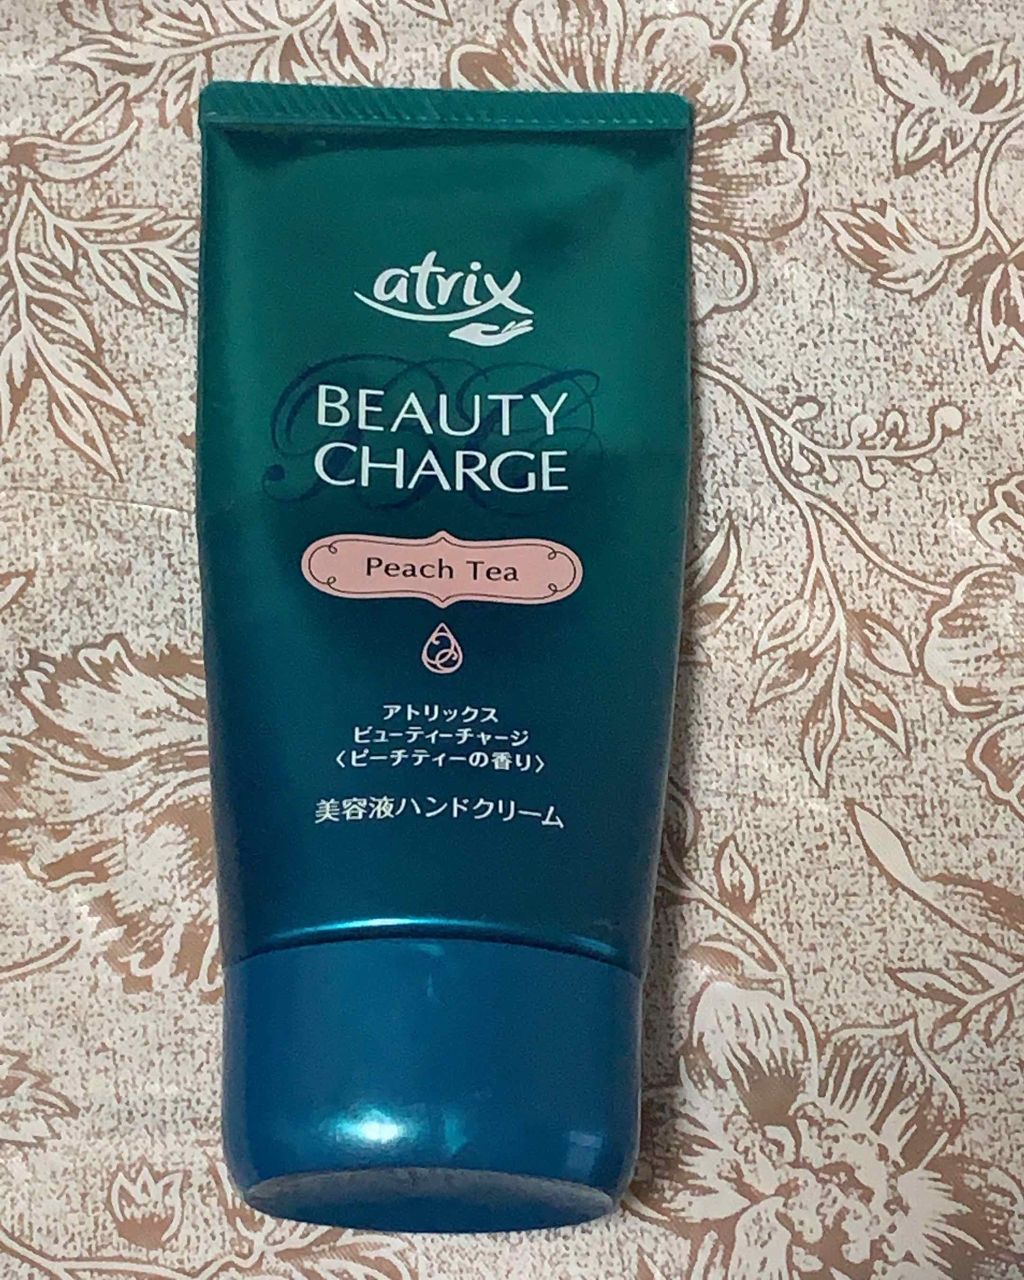 atrix
BEAUTY
CHARGE
Peach Tea
アトリックス
ビューティーチャージ
〈ピーチティーの香り〉
美容液ハンドクリーム